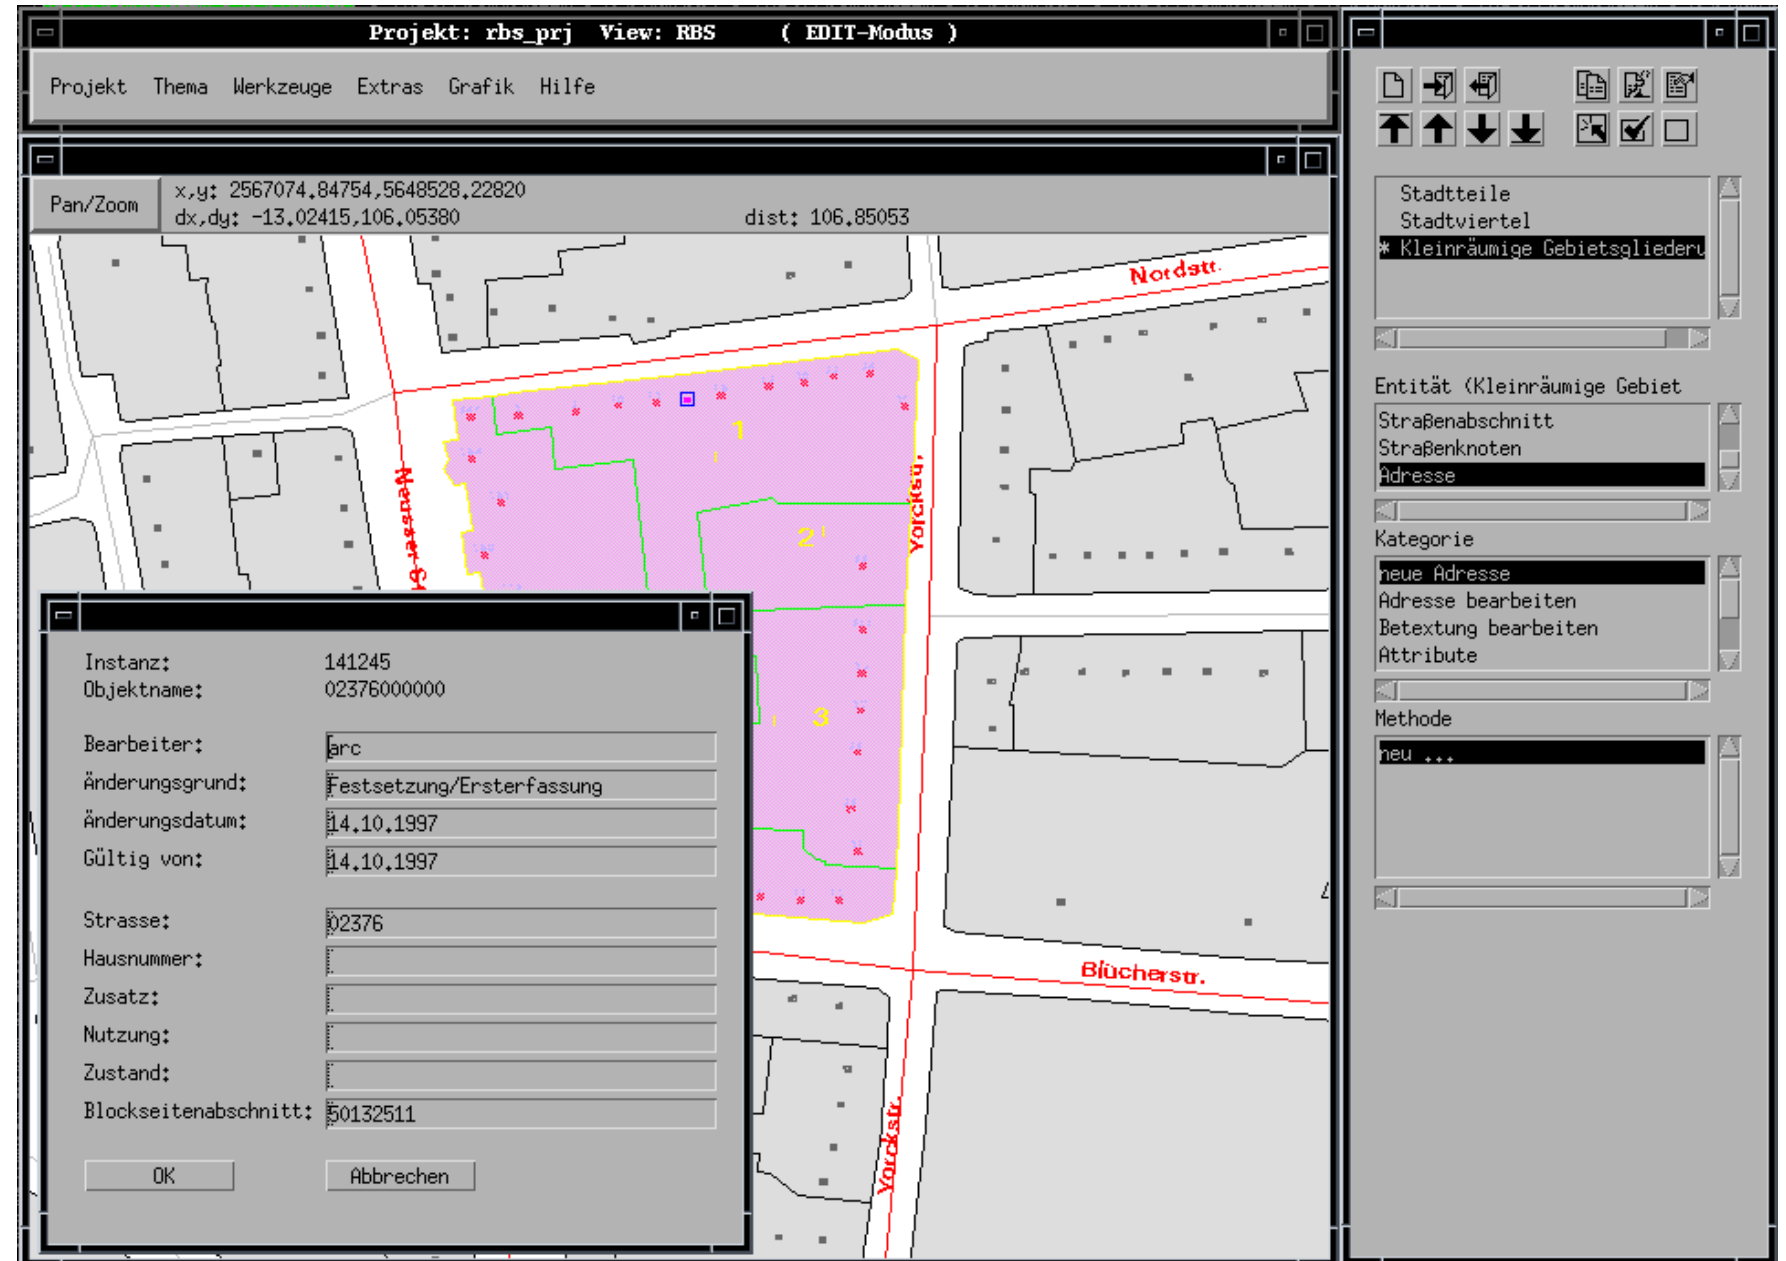 Projekt: rbs_prj View: RBS ( EDIT-Modus )
Projekt Thema Werkzeuge Extras Grafik Hilfe
Pan/Zoom
x,y: 2567074.84754,5648528.22820
dx,dy: -13.02415,106.05380
dist: 106.85053
Nordstr.
1
2
3
Yorckstr.
Blücherstr.
Yorckstr.
Instanz: 141245
Objektname: 02376000000
Bearbeiter: arc
Änderungsgrund: Festsetzung/Ersterfassung
Änderungsdatum: 14.10.1997
Gültig von: 14.10.1997
Strasse: 02376
Hausnummer:
Zusatz:
Nutzung:
Zustand:
Blockseitenabschnitt: 50132511
OK Abbrechen
Stadtteile
Stadtviertel
* Kleinräumige Gebietsgliederu
Entität (Kleinräumige Gebiet
Straßenabschnitt
Straßenknoten
Adresse
Kategorie
neue Adresse
Adresse bearbeiten
Betextung bearbeiten
Attribute
Methode
neu ...